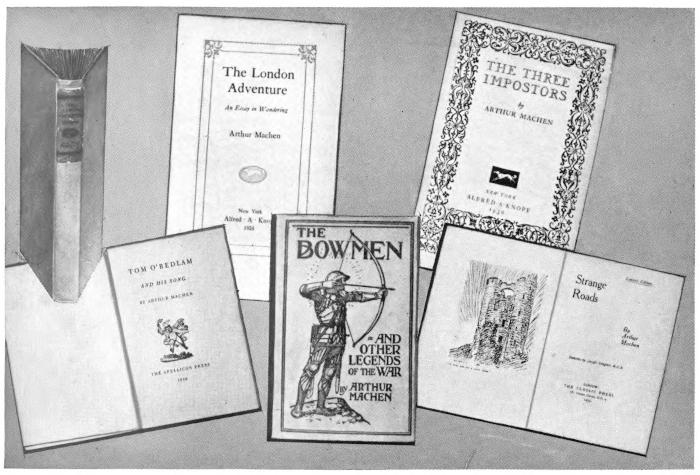 The London
Adventure
An Essay in Wandering
Arthur Machen
New York
Alfred · A · Knopf
THE THREE
IMPOSTORS
by
ARTHUR MACHEN
NEW YORK
ALFRED · A · KNOPF
1930
TOM O'BEDLAM
AND HIS SONG
BY ARTHUR MACHEN
THE APELLICON PRESS
THE
BOWMEN
AND
OTHER
LEGENDS
OF THE WAR
BY ARTHUR
MACHEN
Strange
Roads
By
Arthur
Machen
London:
THE CLASSIC PRESS